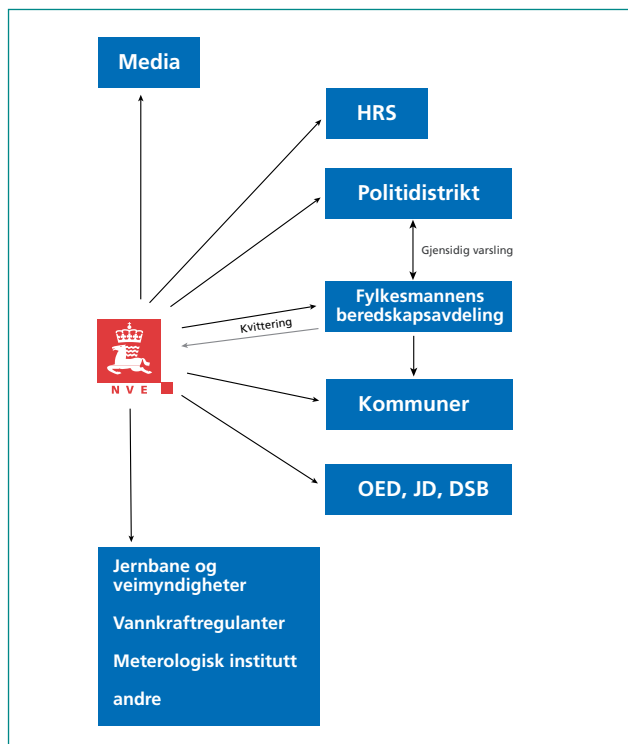 Media
HRS
Politidistrikt
Gjensidig varsling
Fylkesmannens
beredskapsavdeling
Kvittering
NVE
Kommuner
OED, JD, DSB
Jernbane og
veimyndigheter
Vannkraftregulanter
Meterologisk institutt
andre